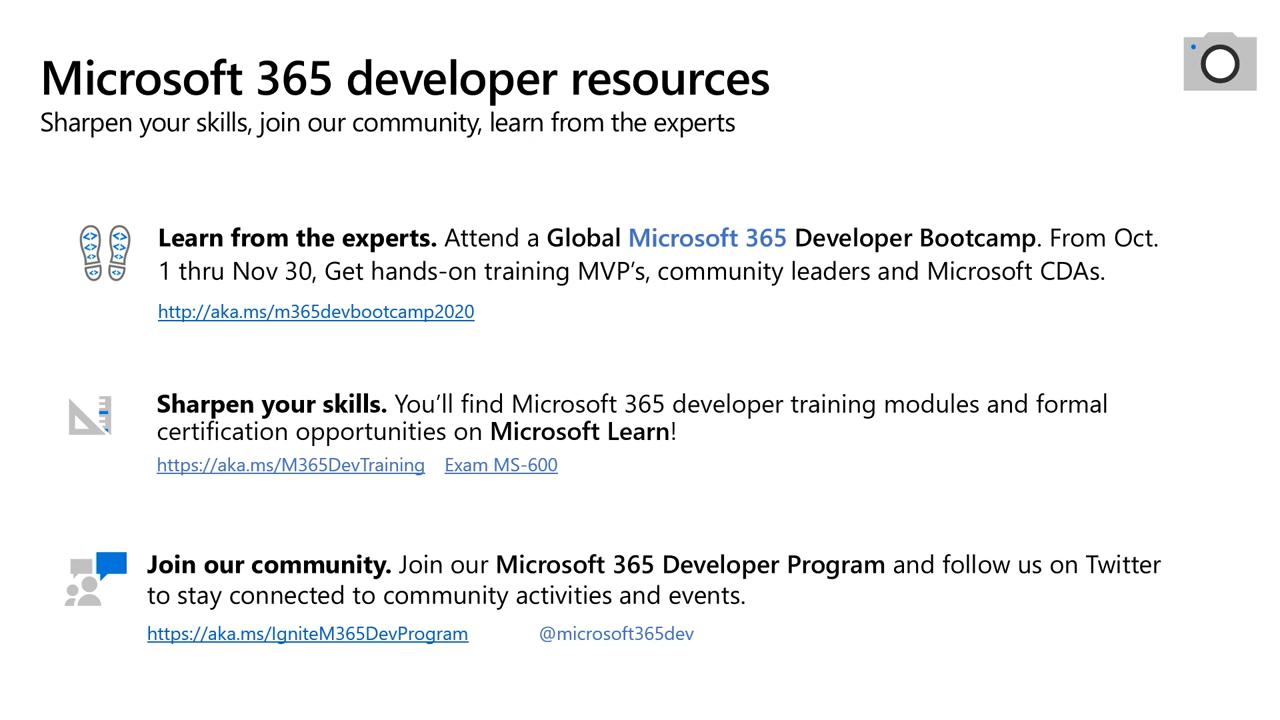 Microsoft 365 developer resources
Sharpen your skills, join our community, learn from the experts
Learn from the experts. Attend a Global Microsoft 365 Developer Bootcamp. From Oct.
1 thru Nov 30, Get hands-on training MVP's, community leaders and Microsoft CDAs.
http://aka.ms/m365devbootcamp2020
Sharpen your skills. You'll find Microsoft 365 developer training modules and formal
certification opportunities on Microsoft Learn!
https://aka.ms/M365DevTraining Exam MS-600
Join our community. Join our Microsoft 365 Developer Program and follow us on Twitter
to stay connected to community activities and events.
https://aka.ms/IgniteM365DevProgram @microsoft365dev